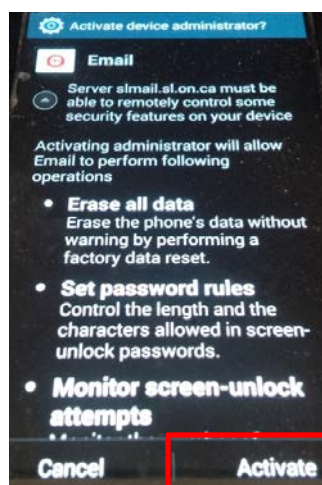 Activate device administrator?
Email
Server slmail.sl.on.ca must be
able to remotely control some
security features on your device
Activating administrator will allow
Email to perform following
operations
• Erase all data
Erase the phone's data without
warning by performing a
factory data reset.
• Set password rules
Control the length and the
characters allowed in screen-
unlock passwords.
• Monitor screen-unlock
attempts
Cancel
Activate